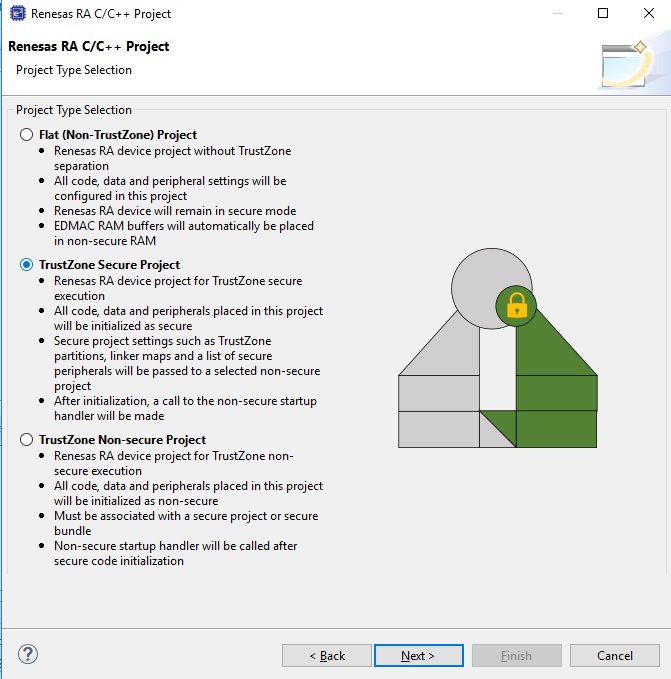 Renesas RA C/C++ Project
Renesas RA C/C++ Project
Project Type Selection
Project Type Selection
Flat (Non-TrustZone) Project
• Renesas RA device project without TrustZone
separation
• All code, data and peripheral settings will be
configured in this project
• Renesas RA device will remain in secure mode
• EDMAC RAM buffers will automatically be placed
in non-secure RAM
TrustZone Secure Project
• Renesas RA device project for TrustZone secure
execution
• All code, data and peripherals placed in this project
will be initialized as secure
• Secure project settings such as TrustZone
partitions, linker maps and a list of secure
peripherals will be passed to a selected non-secure
project
• After initialization, a call to the non-secure startup
handler will be made
TrustZone Non-secure Project
• Renesas RA device project for TrustZone non-
secure execution
• All code, data and peripherals placed in this project
will be initialized as non-secure
• Must be associated with a secure project or secure
bundle
• Non-secure startup handler will be called after
secure code initialization
?
< Back
Next >
Finish
Cancel